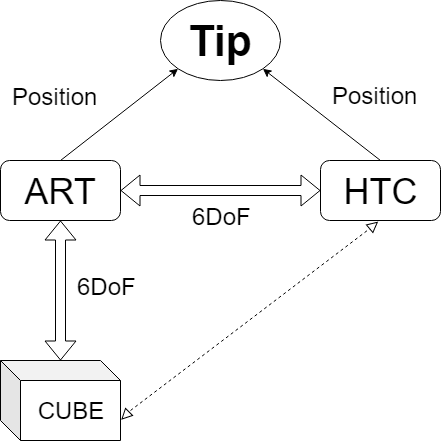 Tip
Position
Position
ART
HTC
6DoF
6DoF
CUBE